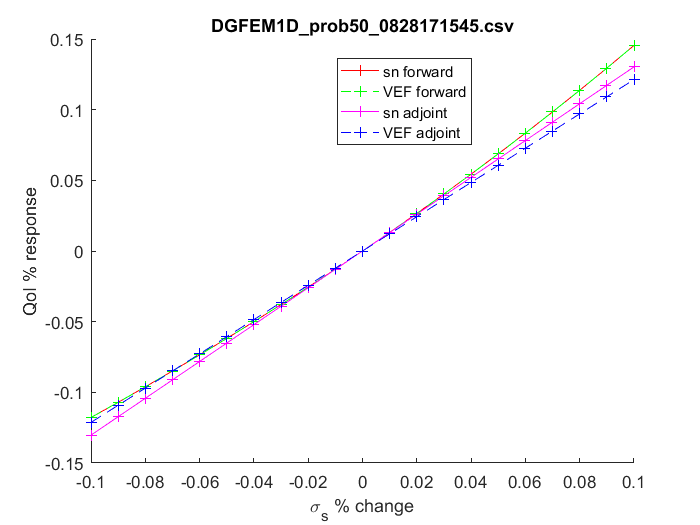 DGFEM1D_prob50_0828171545.csv
0.15
0.1
0.05
0
-0.05
-0.1
-0.15
QoI % response
sn forward
VEF forward
sn adjoint
VEF adjoint
-0.1 -0.08 -0.06 -0.04 -0.02 0 0.02 0.04 0.06 0.08 0.1
σs % change